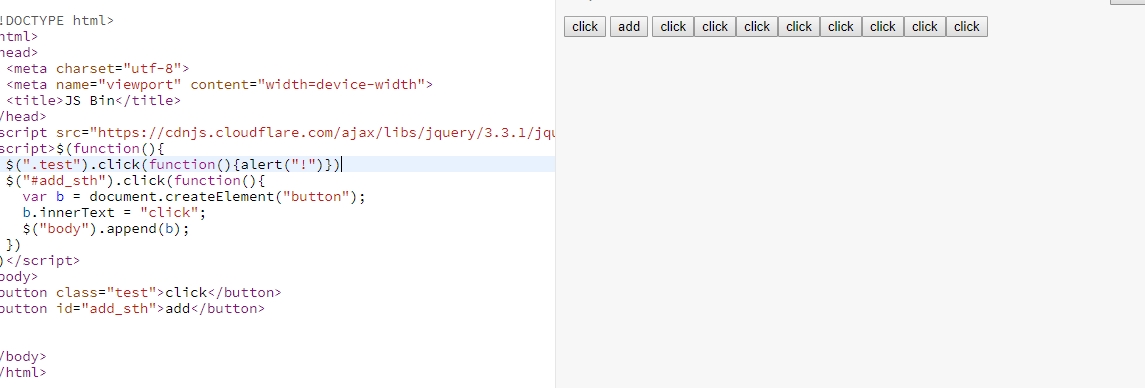 !DOCTYPE html>
html>
head>
<meta charset="utf-8">
<meta name="viewport" content="width=device-width">
<title>JS Bin</title>
/head>
script src="https://cdnjs.cloudflare.com/ajax/libs/jquery/3.3.1/jqu
script>$(function(){
$(".test").click(function(){alert("!")})
$("#add_sth").click(function(){
var b = document.createElement("button");
b.innerText = "click";
$("body").append(b);
})
)</script>
body>
button class="test">click</button>
button id="add_sth">add</button>
/body>
/html>
click add click click click click click click click click